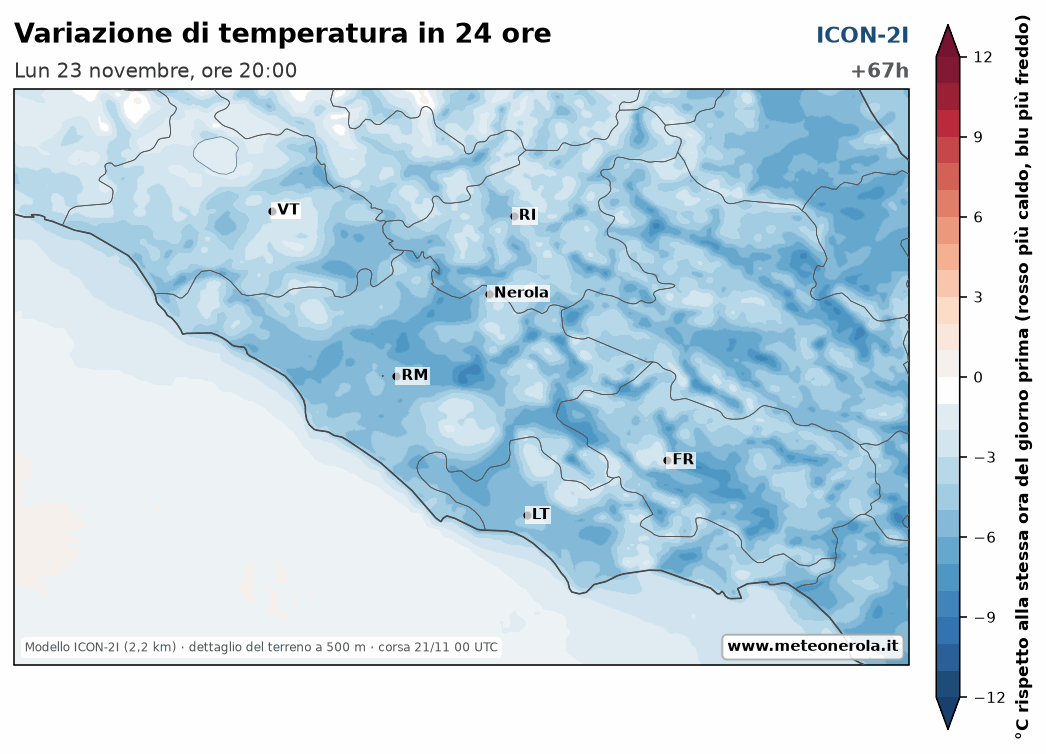 Variazione di temperatura in 24 ore
ICON-2I
Lun 23 novembre, ore 20:00
+67h
VT
RI
Nerola
RM
FR
LT
Modello ICON-2I (2,2 km) · dettaglio del terreno a 500 m · corsa 21/11 00 UTC
www.meteonerola.it
12
9
6
3
0
−3
−6
−9
−12
°C rispetto alla stessa ora del giorno prima (rosso più caldo, blu più freddo)